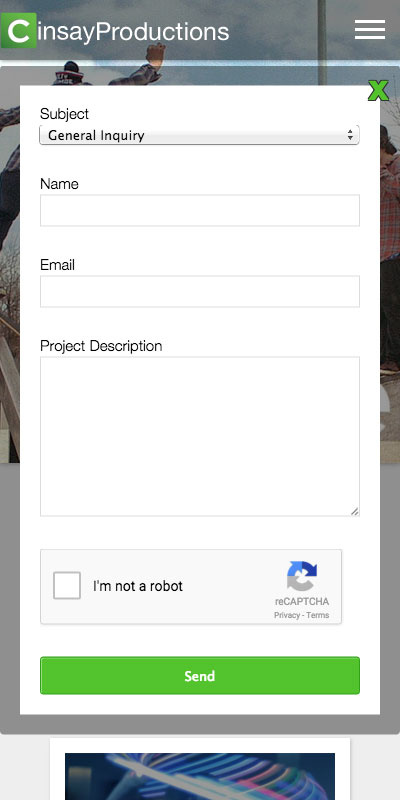 CinsayProductions
X
Subject
General Inquiry
Name
Email
Project Description
I'm not a robot
reCAPTCHA
Privacy - Terms
Send